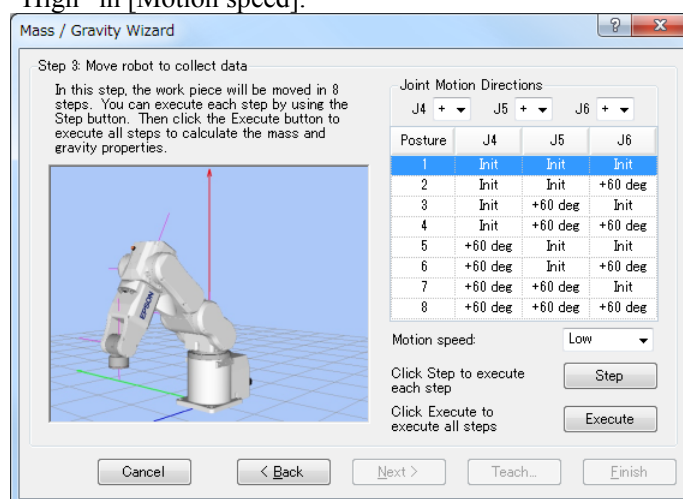 "High" in [Motion speed].
Mass / Gravity Wizard
Step 3: Move robot to collect data
In this step, the work piece will be moved in 8
steps. You can execute each step by using the
Step button. Then click the Execute button to
execute all steps to calculate the mass and
gravity properties.
EPSON
Joint Motion Directions
J4 + J5 + J6 +
Posture J4 J5 J6
1 Init Init Init
2 Init Init +60 deg
3 Init +60 deg Init
4 Init +60 deg +60 deg
5 +60 deg Init Init
6 +60 deg Init +60 deg
7 +60 deg +60 deg Init
8 +60 deg +60 deg +60 deg
Motion speed: Low
Click Step to execute
each step
Step
Click Execute to
execute all steps
Execute
Cancel < Back Next > Teach... Finish